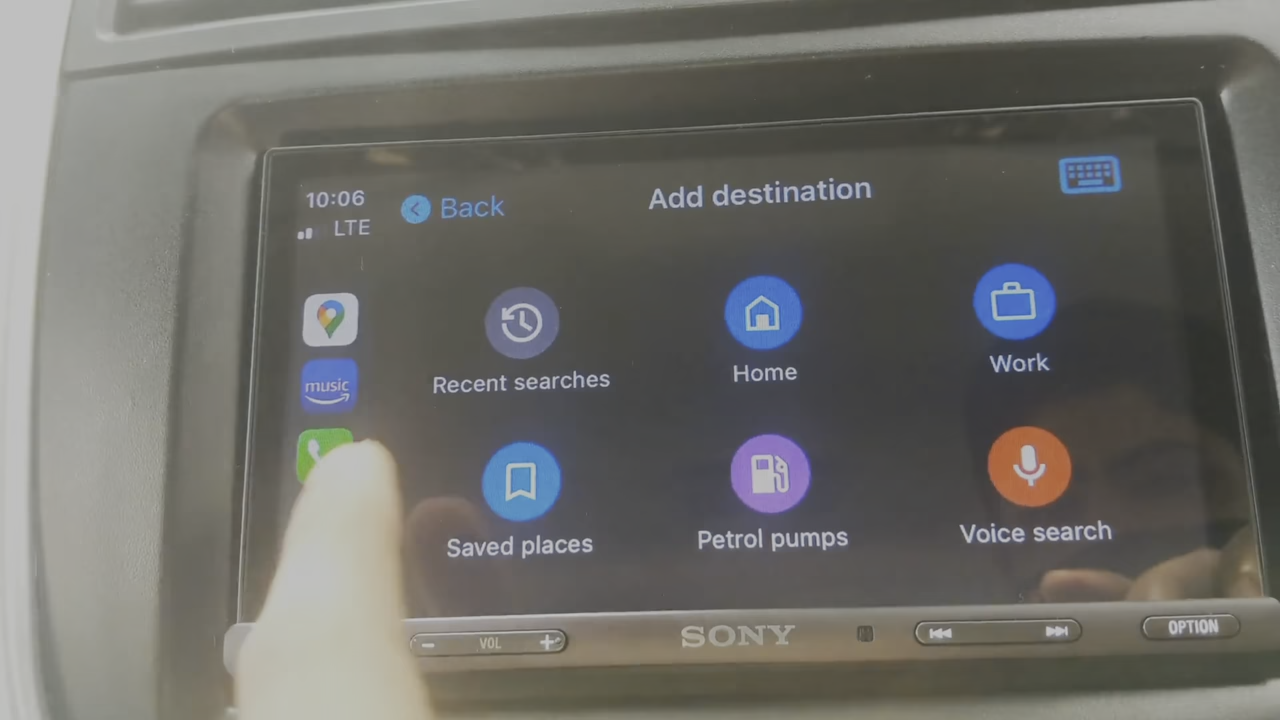 10:06
LTE
Back
Add destination
music
Recent searches
Home
Work
Saved places
Petrol pumps
Voice search
- VOL +
SONY
OPTION